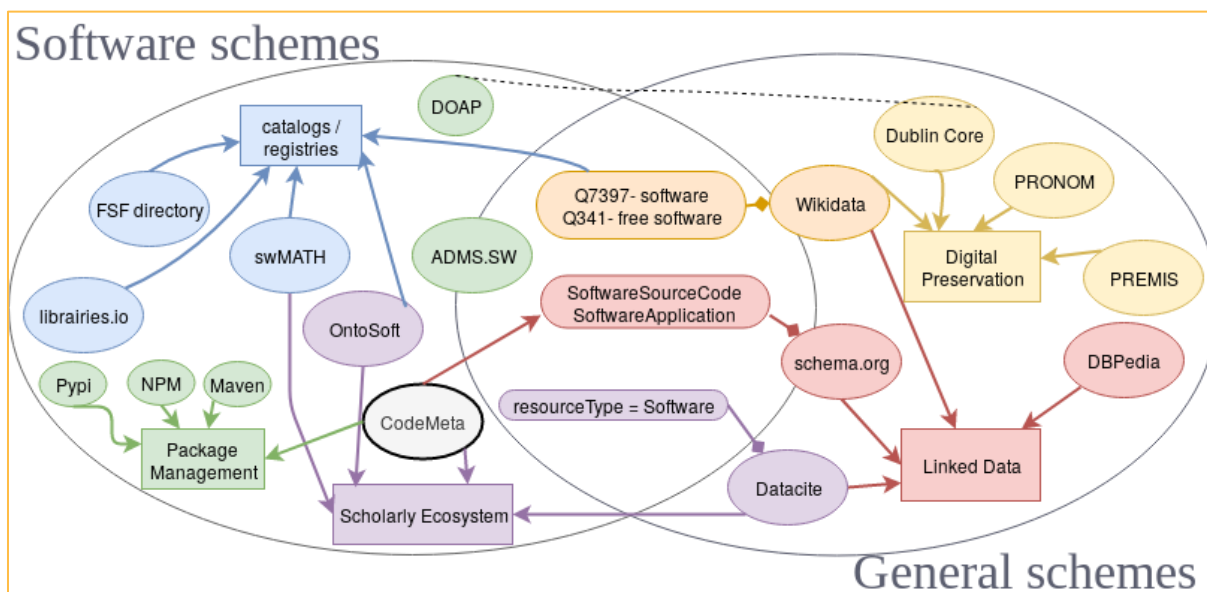 Software schemes
DOAP
catalogs /
registries
Dublin Core
PRONOM
FSF directory
Q7397- software
Q341- free software
Wikidata
swMATH
ADMS.SW
Digital
Preservation
PREMIS
librairies.io
OntoSoft
SoftwareSourceCode
SoftwareApplication
schema.org
DBPedia
Pypi
NPM
Maven
CodeMeta
resourceType = Software
Package
Management
Linked Data
Datacite
Scholarly Ecosystem
General schemes